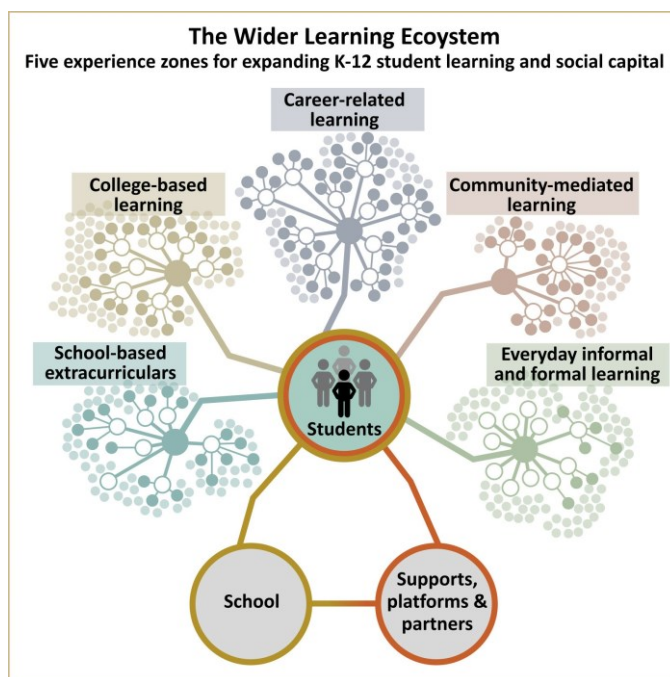 The Wider Learning Ecoystem
Five experience zones for expanding K-12 student learning and social capital
Career-related
learning
College-based
learning
Community-mediated
learning
School-based
extracurriculars
Everyday informal
and formal learning
Students
School
Supports,
platforms &
partners